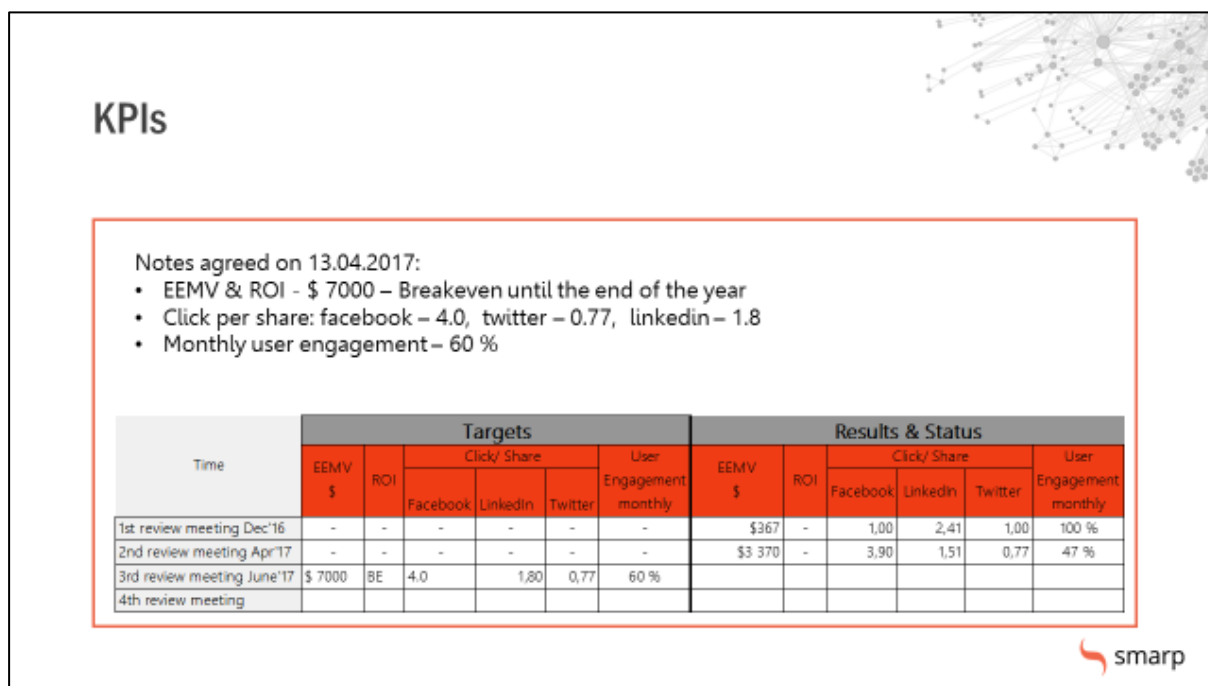 KPIs
Notes agreed on 13.04.2017:
• EEMV & ROI - $ 7000 – Breakeven until the end of the year
• Click per share: facebook – 4.0, twitter – 0.77, linkedin – 1.8
• Monthly user engagement – 60 %
Time Targets Results & Status
EEMV $ ROI Click/ Share User Engagement monthly EEMV $ ROI Click/ Share User Engagement monthly
Facebook LinkedIn Twitter Facebook LinkedIn Twitter
1st review meeting Dec'16 - - - - - - $367 - 1,00 2,41 1,00 100 %
2nd review meeting Apr'17 - - - - - - $3 370 - 3,90 1,51 0,77 47 %
3rd review meeting June'17 $ 7000 BE 4.0 1,80 0,77 60 %
4th review meeting
smarp